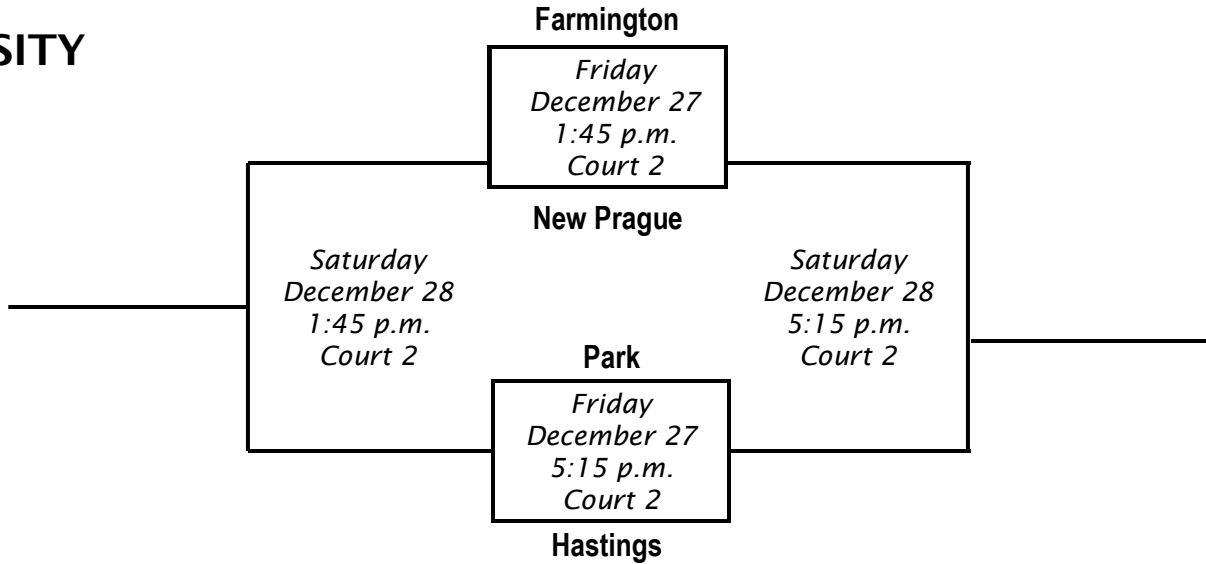 SITY
Farmington
Friday
December 27
1:45 p.m.
Court 2
New Prague
Saturday
December 28
1:45 p.m.
Court 2
Saturday
December 28
5:15 p.m.
Court 2
Park
Friday
December 27
5:15 p.m.
Court 2
Hastings